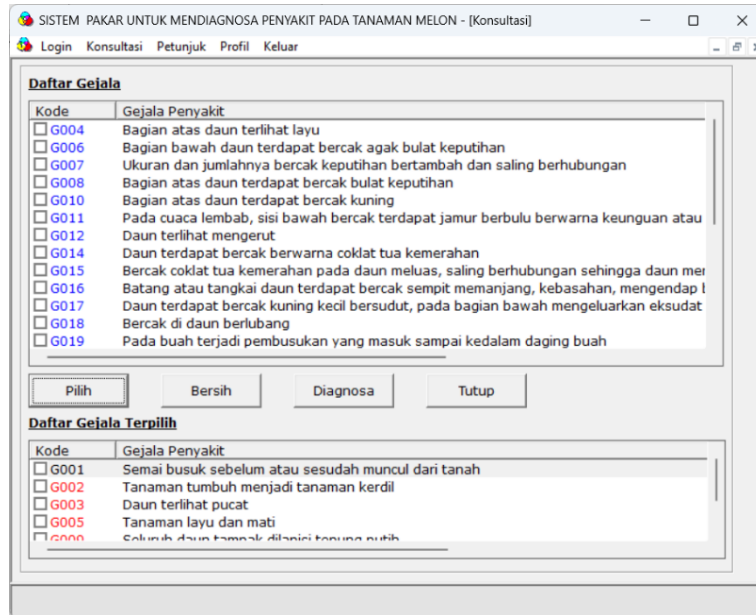 SISTEM PAKAR UNTUK MENDIAGNOSA PENYAKIT PADA TANAMAN MELON - [Konsultasi]
Login Konsultasi Petunjuk Profil Keluar
Daftar Gejala
Kode Gejala Penyakit
G004 Bagian atas daun terlihat layu
G006 Bagian bawah daun terdapat bercak agak bulat keputihan
G007 Ukuran dan jumlahnya bercak keputihan bertambah dan saling berhubungan
G008 Bagian atas daun terdapat bercak bulat keputihan
G010 Bagian atas daun terdapat bercak kuning
G011 Pada cuaca lembab, sisi bawah bercak terdapat jamur berbulu berwarna keunguan atau
G012 Daun terlihat mengerut
G014 Daun terdapat bercak berwarna coklat tua kemerahan
G015 Bercak coklat tua kemerahan pada daun meluas, saling berhubungan sehingga daun
G016 Batang atau tangkai daun terdapat bercak sempit memanjang, kebasahan, mengendap
G017 Daun terdapat bercak kuning kecil bersudut, pada bagian bawah mengeluarkan eksudat
G018 Bercak di daun berlubang
G019 Pada buah terjadi pembusukan yang masuk sampai kedalam daging buah
Pilih Bersih Diagnosa Tutup
Daftar Gejala Terpilih
Kode Gejala Penyakit
G001 Semai busuk sebelum atau sesudah muncul dari tanah
G002 Tanaman tumbuh menjadi tanaman kerdil
G003 Daun terlihat pucat
G005 Tanaman layu dan mati
G009 Seluruh daun tampak dilapisi tepung putih